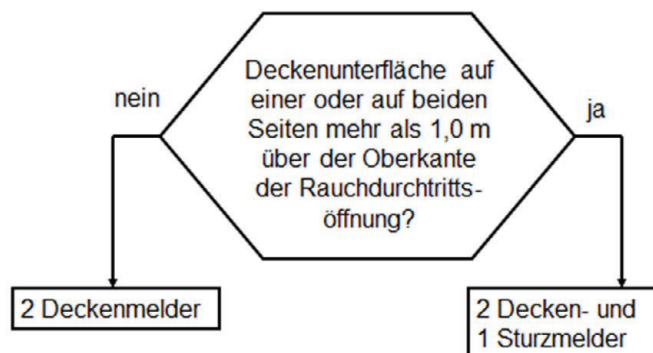 Deckenunterfläche auf
einer oder auf beiden
Seiten mehr als 1,0 m
über der Oberkante
der Rauchdurchtritts-
öffnung?
nein
ja
2 Deckenmelder
2 Decken- und
1 Sturzmelder